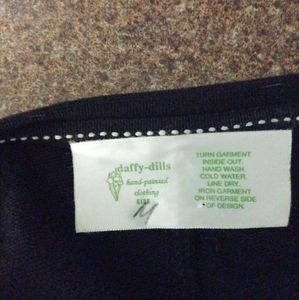 daffy-dills
hand-painted
clothing
SIZE
M
TURN GARMENT
INSIDE OUT.
HAND WASH
COLD WATER.
LINE DRY.
IRON GARMENT
ON REVERSE SIDE
OF DESIGN.